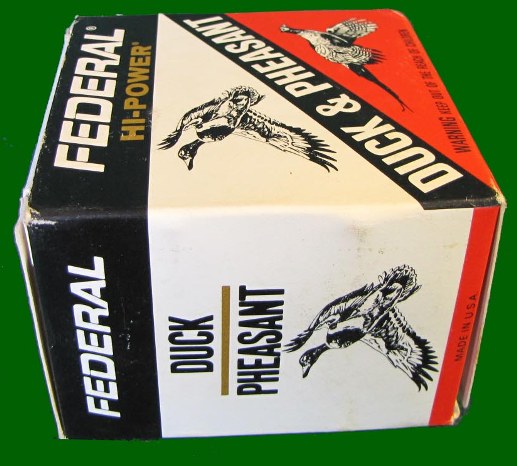 FEDERAL®
HI-POWER®
DUCK & PHEASANT
WARNING KEEP OUT OF THE REACH OF CHILDREN
FEDERAL
DUCK
PHEASANT
MADE IN U.S.A